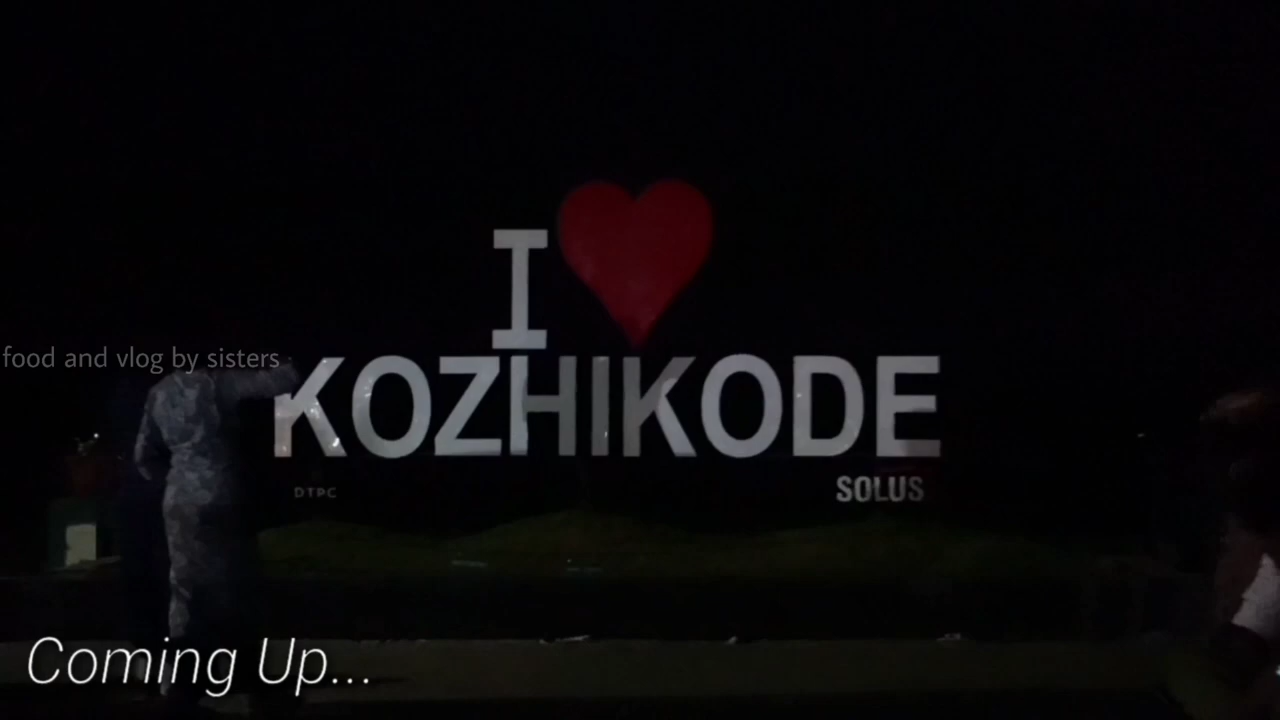 I
KOZHIKODE
food and vlog by sisters
DTPC
SOLUS
Coming Up...